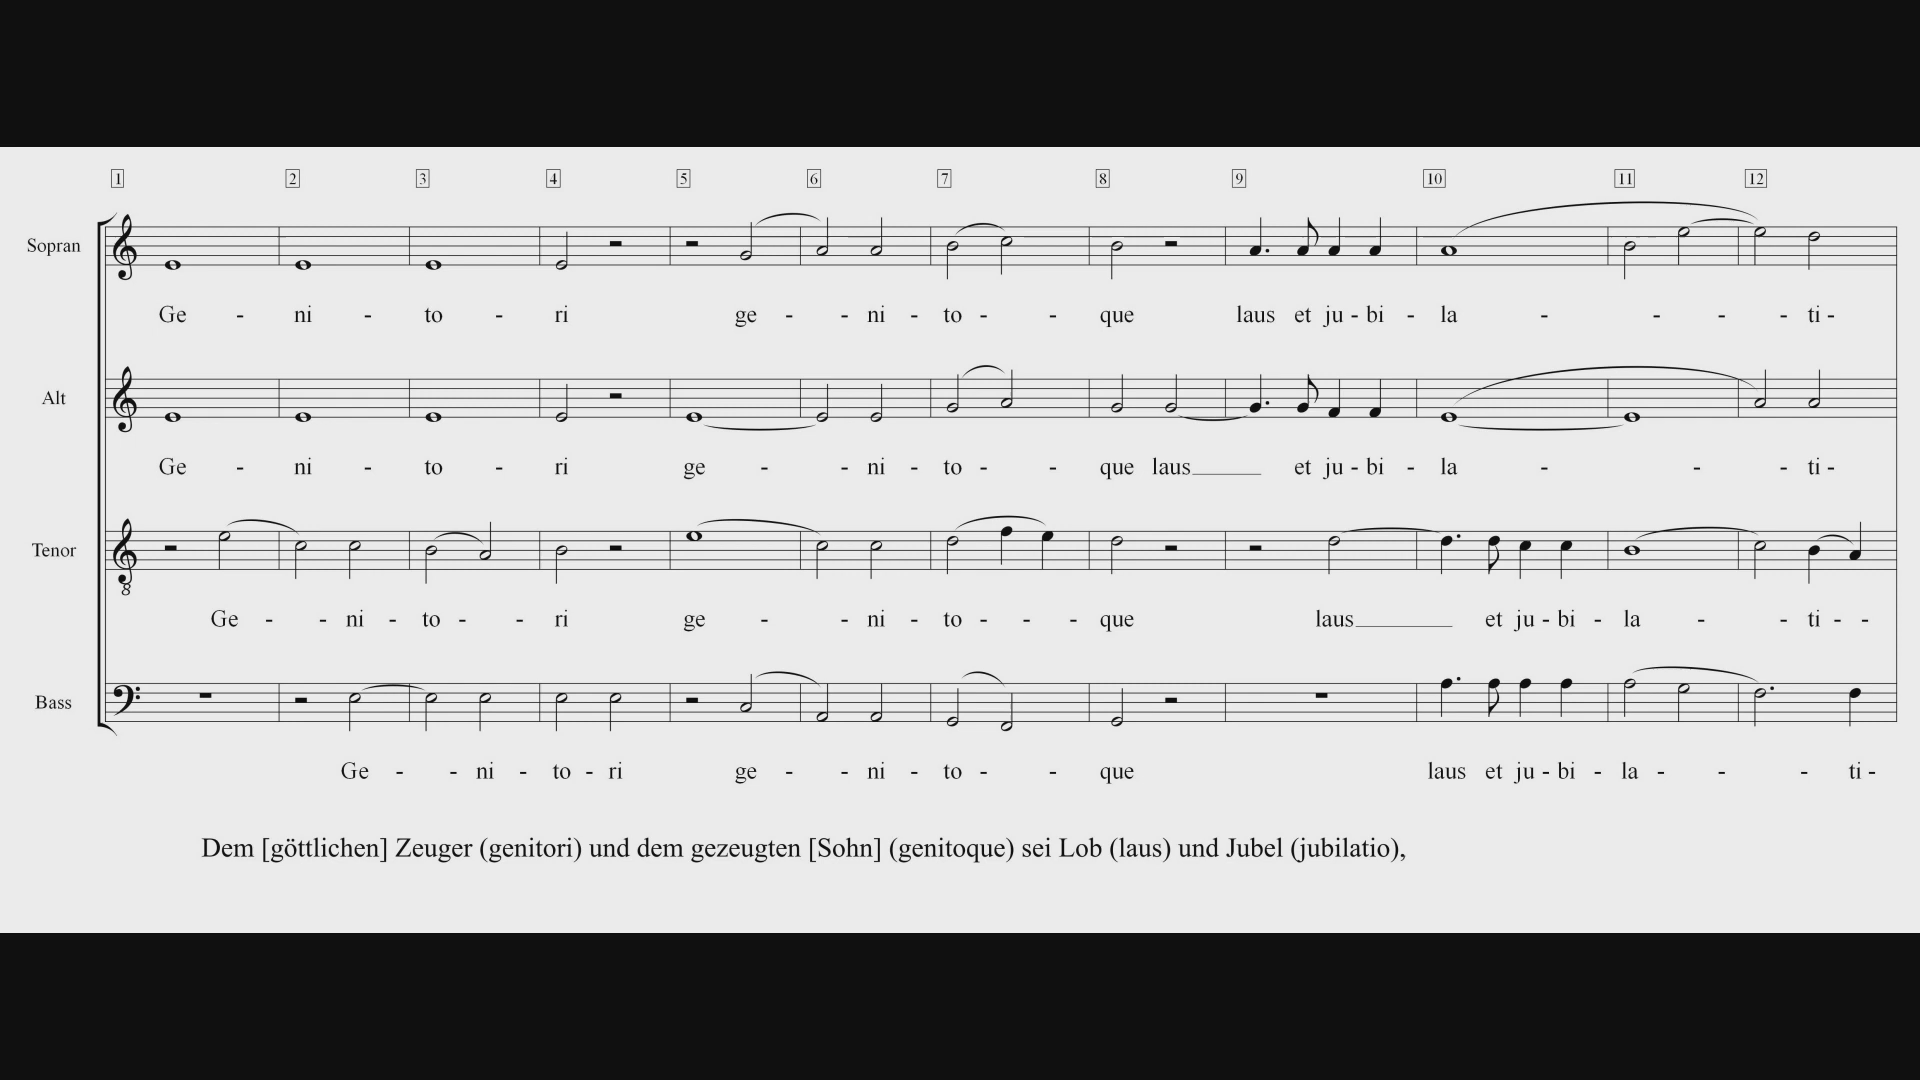 1 2 3 4 5 6 7 8 9 10 11 12
Sopran
Ge - ni - to - ri ge - - ni - to - - que laus et ju - bi - la - - - - ti -
Alt
Ge - ni - to - ri ge - - ni - to - - que laus____ et ju - bi - la - - - ti -
Tenor
8
Ge - - ni - to - - ri ge - - ni - to - - - que laus____ et ju - bi - la - - ti - -
Bass
Ge - - ni - to - ri ge - - ni - to - - que laus et ju - bi - la - - - ti -
Dem [göttlichen] Zeuger (genitori) und dem gezeugten [Sohn] (genitoque) sei Lob (laus) und Jubel (jubilatio),